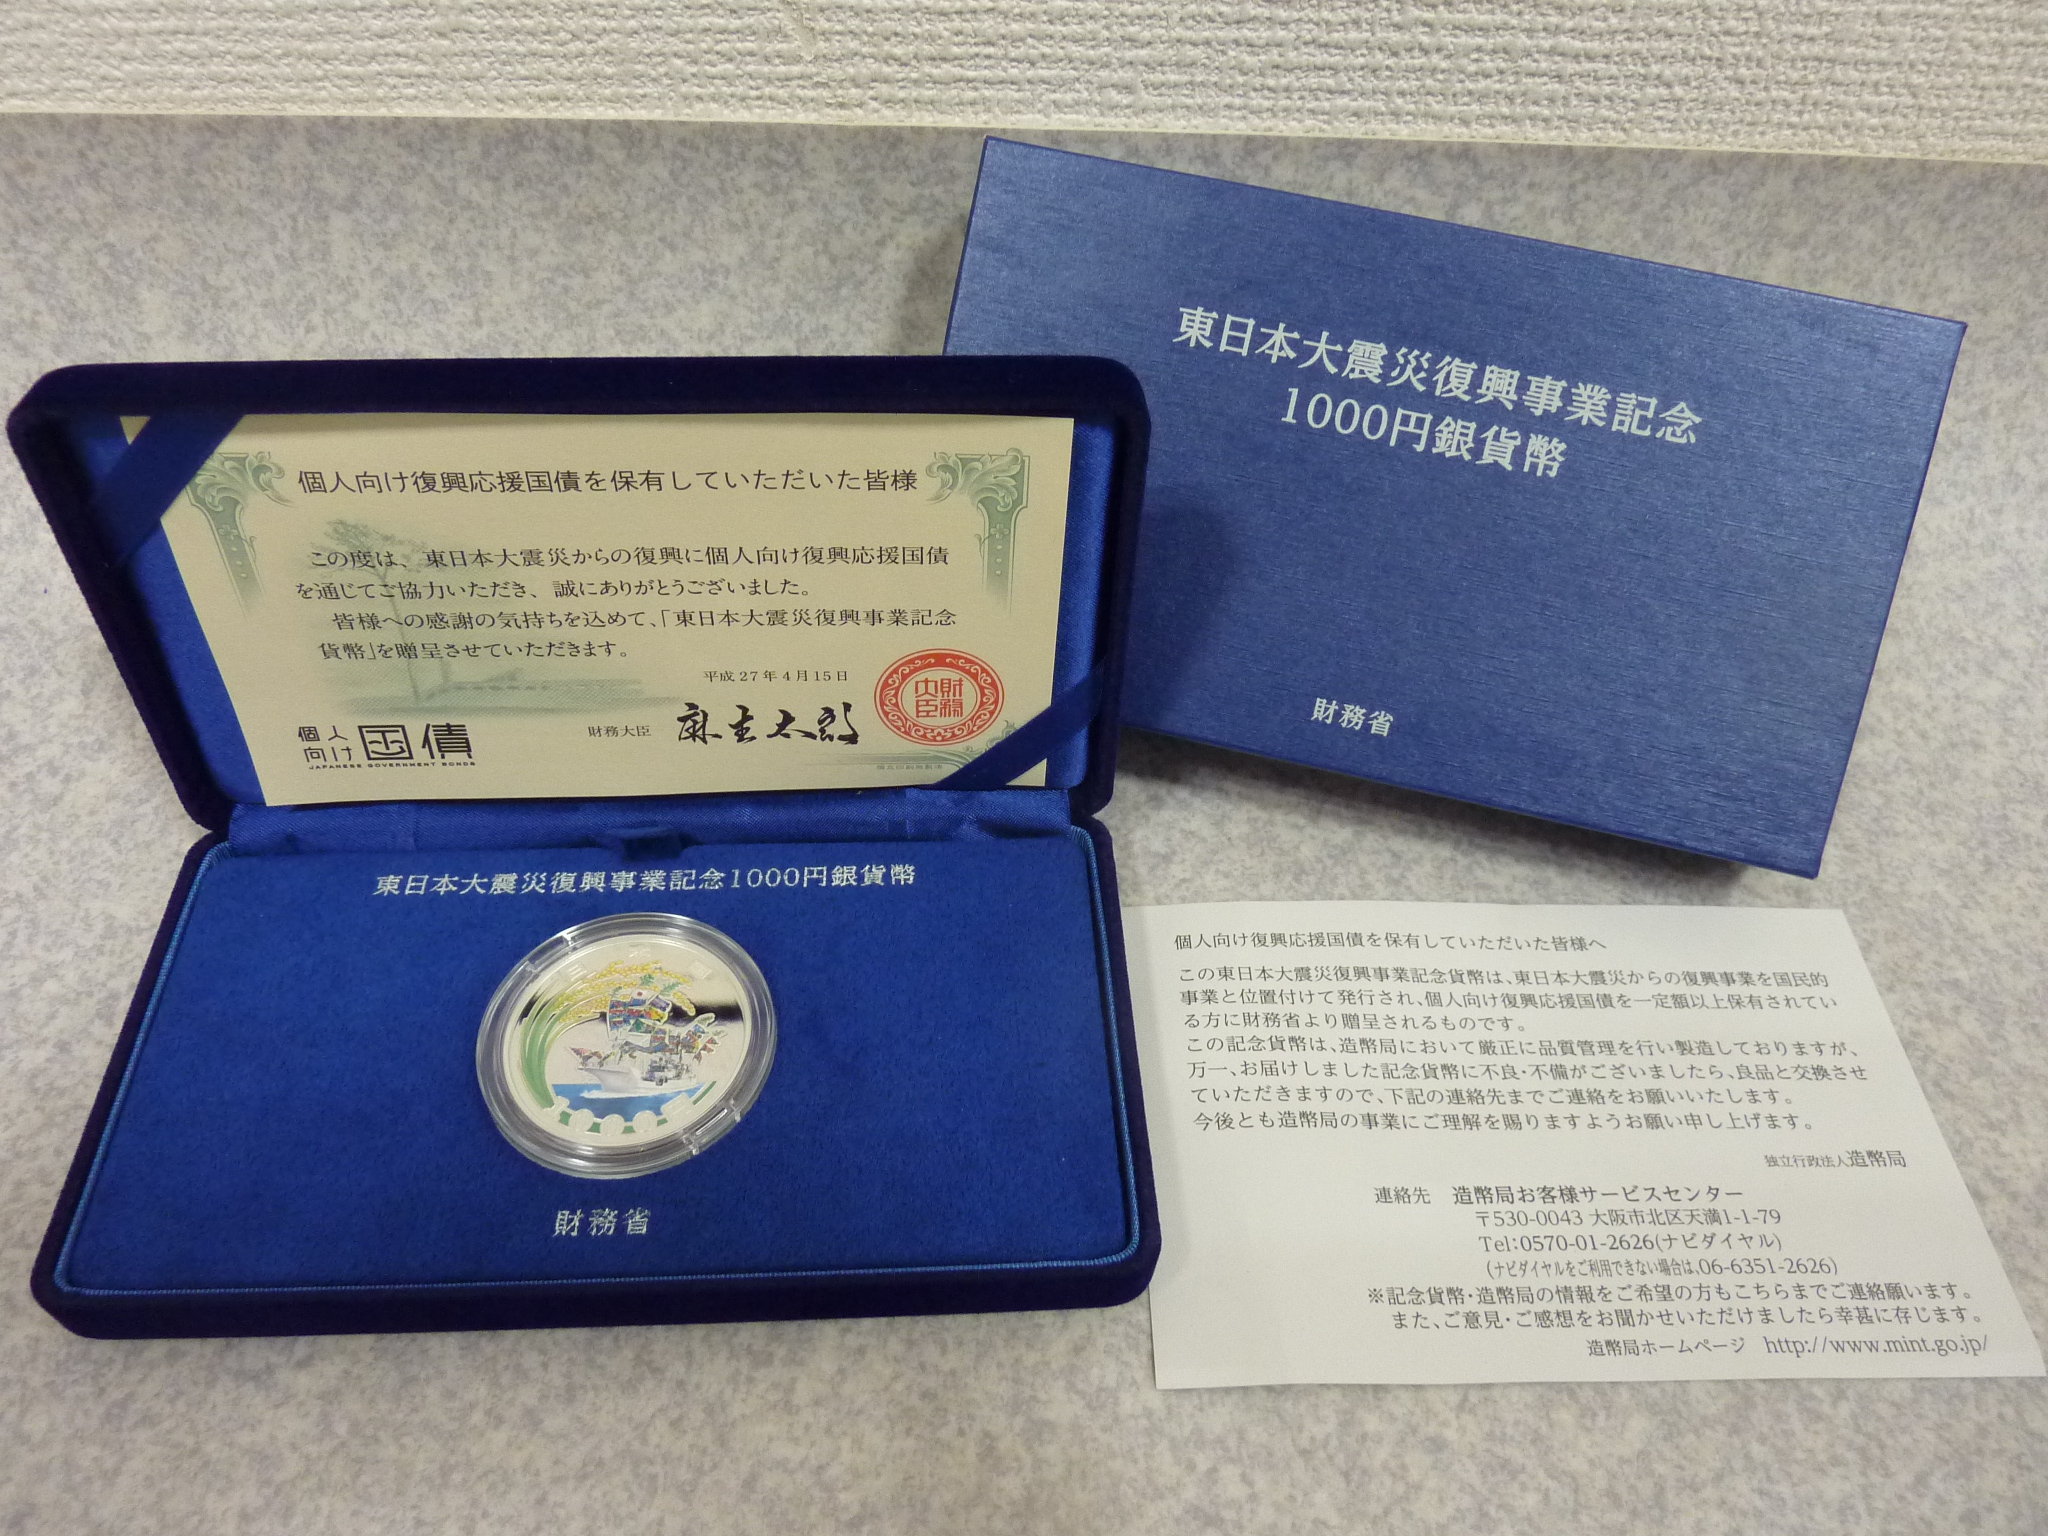 東日本大震災復興事業記念
1000円銀貨幣
財務省
個人向け復興応援国債を保有していただいた皆様
この度は、東日本大震災からの復興に個人向け復興応援国債
を通じてご協力いただき、誠にありがとうございました。
皆様への感謝の気持ちを込めて、「東日本大震災復興事業記念
貨幣」を贈呈させていただきます。
平成27年4月15日
財務大臣 麻生太郎
財務大臣
個人
向け
国債
JAPANESE GOVERNMENT BONDS
東日本大震災復興事業記念1000円銀貨幣
財務省
個人向け復興応援国債を保有していただいた皆様へ
この東日本大震災復興事業記念貨幣は、東日本大震災からの復興事業を国民的
事業と位置付けて発行され、個人向け復興応援国債を一定額以上保有されてい
る方に財務省より贈呈されるものです。
この記念貨幣は、造幣局において厳正に品質管理を行い製造しておりますが、
万一、お届けしました記念貨幣に不良・不備がございましたら、良品と交換させ
ていただきますので、下記の連絡先までご連絡をお願いいたします。
今後とも造幣局の事業にご理解を賜りますようお願い申し上げます。
独立行政法人造幣局
連絡先 造幣局お客様サービスセンター
〒530-0043 大阪市北区天満1-1-79
Tel:0570-01-2626(ナビダイヤル)
(ナビダイヤルをご利用できない場合は、06-6351-2626)
※記念貨幣・造幣局の情報をご希望の方もこちらまでご連絡願います。
また、ご意見・ご感想をお聞かせいただけましたら幸甚に存じます。
造幣局ホームページ http://www.mint.go.jp/